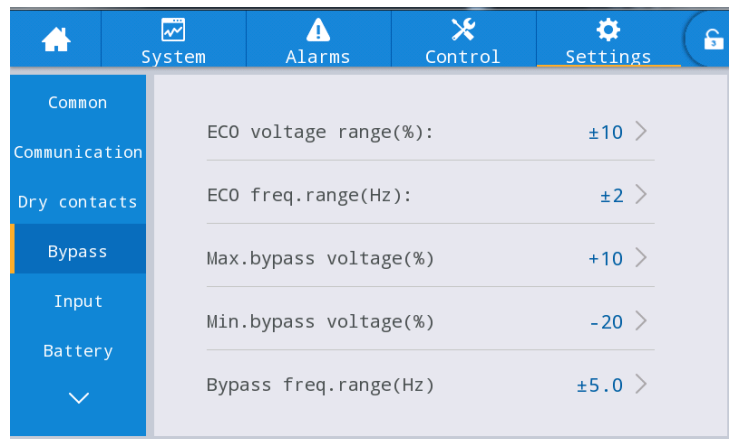 System
Alarms
Control
Settings
3
Common
Communication
Dry contacts
Bypass
Input
Battery
ECO voltage range(%): ±10
ECO freq.range(Hz): ±2
Max.bypass voltage(%) +10
Min.bypass voltage(%) -20
Bypass freq.range(Hz) ±5.0